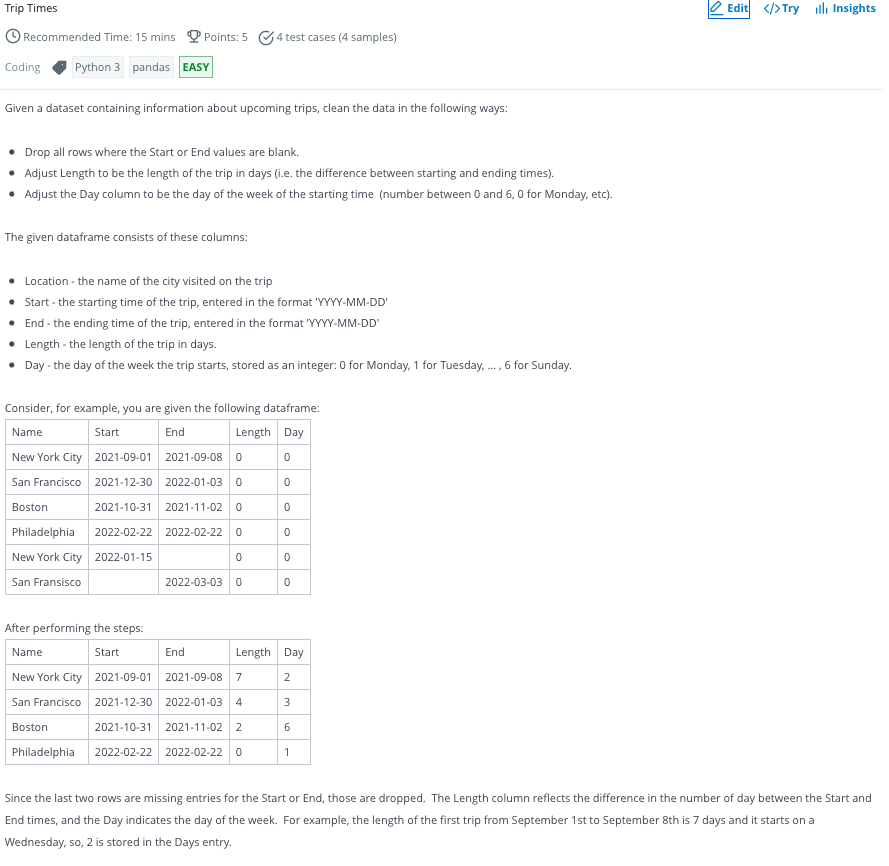 Trip Times
Edit
</>Try
Insights
Recommended Time: 15 mins Points: 5 4 test cases (4 samples)
Coding Python 3 pandas EASY
Given a dataset containing information about upcoming trips, clean the data in the following ways:
• Drop all rows where the Start or End values are blank.
• Adjust Length to be the length of the trip in days (i.e. the difference between starting and ending times).
• Adjust the Day column to be the day of the week of the starting time (number between 0 and 6, 0 for Monday, etc).
The given dataframe consists of these columns:
• Location - the name of the city visited on the trip
• Start - the starting time of the trip, entered in the format 'YYYY-MM-DD'
• End - the ending time of the trip, entered in the format 'YYYY-MM-DD'
• Length - the length of the trip in days.
• Day - the day of the week the trip starts, stored as an integer: 0 for Monday, 1 for Tuesday, ... , 6 for Sunday.
Consider, for example, you are given the following dataframe:
Name Start End Length Day
New York City 2021-09-01 2021-09-08 0 0
San Francisco 2021-12-30 2022-01-03 0 0
Boston 2021-10-31 2021-11-02 0 0
Philadelphia 2022-02-22 2022-02-22 0 0
New York City 2022-01-15 0 0
San Fransisco 2022-03-03 0 0
After performing the steps:
Name Start End Length Day
New York City 2021-09-01 2021-09-08 7 2
San Francisco 2021-12-30 2022-01-03 4 3
Boston 2021-10-31 2021-11-02 2 6
Philadelphia 2022-02-22 2022-02-22 0 1
Since the last two rows are missing entries for the Start or End, those are dropped. The Length column reflects the difference in the number of day between the Start and
End times, and the Day indicates the day of the week. For example, the length of the first trip from September 1st to September 8th is 7 days and it starts on a
Wednesday, so, 2 is stored in the Days entry.